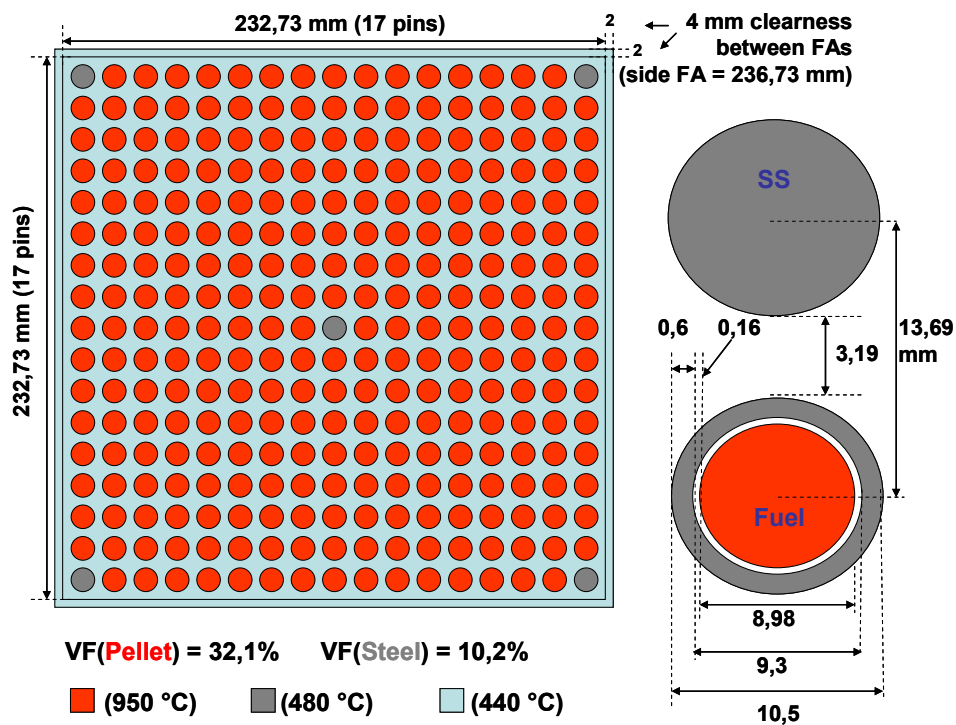 232,73 mm (17 pins)
2
4 mm clearness
2
between FAs
(side FA = 236,73 mm)
232,73 mm (17 pins)
SS
0,6
0,16
13,69
mm
3,19
Fuel
8,98
9,3
10,5
VF(Pellet) = 32,1%
VF(Steel) = 10,2%
(950 °C)
(480 °C)
(440 °C)